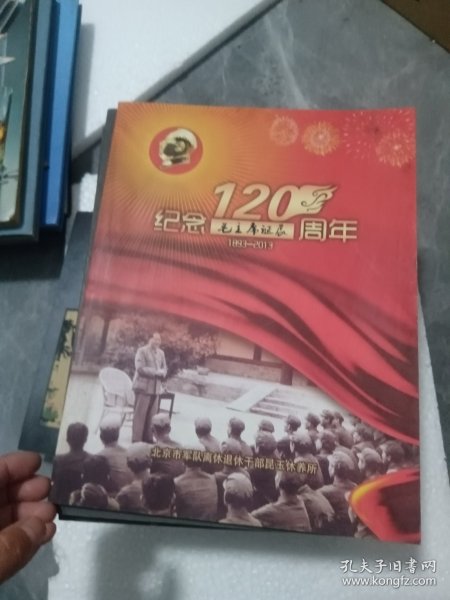 120
纪念 毛主席诞辰 周年
1893—2013
北京市军队离休退休干部昆玉休养所
孔夫子旧书网
www.kongfz.com